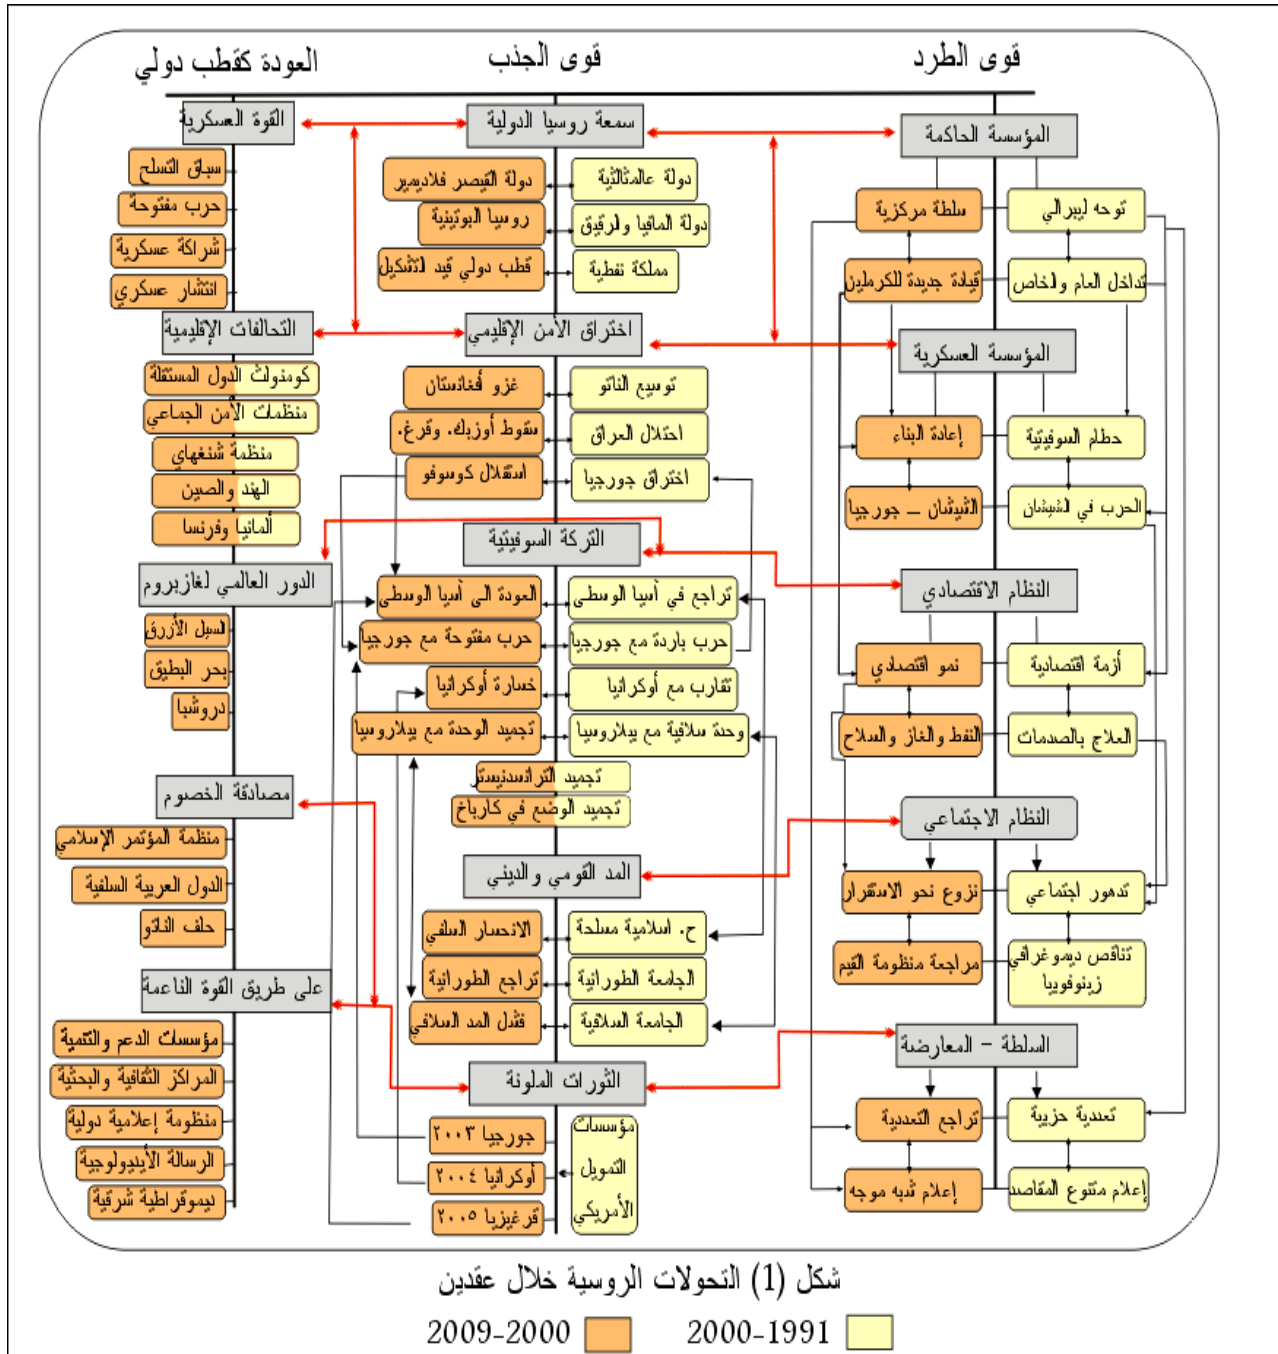 قوى الطرد
قوى الجذب
العودة كقطب دولي
المؤسسة الحاكمة
توحه ليبرالي
سلطة مركزية
تداخل العام والخاص
قيادة جديدة للكرملين
المؤسسة العسكرية
حطام السوفيتية
إعادة البناء
الحرب في الشيشان
الشيشان – جورجيا
النظام الاقتصادي
أزمة اقتصادية
نمو اقتصادي
العلاج بالصدمات
النفط والغاز والسلاح
النظام الاجتماعي
تدهور اجتماعي
نزوع نحو الاستقرار
تناقص ديموغرافي
زينوفوبيا
مراجعة منظومة القيم
السلطة – المعارضة
تعددية حزبية
تراجع التعددية
إعلام متنوع المقاصد
إعلام شبه موجه
سمعة روسيا الدولية
دولة عالمثالثية
دولة القيصر فلاديمير
دولة المافيا والرقيق
روسيا البوتينية
مملكة نفطية
قطب دولي قيد التشكيل
اختراق الأمن الإقليمي
توسيع الناتو
غزو أفغانستان
احتلال العراق
سقوط أوزبك. وقرغ.
اختراق جورجيا
استقلال كوسوفو
التركة السوفيتية
تراجع في آسيا الوسطى
العودة الى آسيا الوسطى
حرب باردة مع جورجيا
حرب مفتوحة مع جورجيا
تقارب مع أوكرانيا
خسارة أوكرانيا
وحدة سلافية مع بيلاروسيا
تجميد الوحدة مع بيلاروسيا
تجميد الترانسدنيستر
تجميد الوضع في كارباخ
المد القومي والديني
ح. اسلامية مسلحة
الانحسار السلفي
الجامعة الطورانية
تراجع الطورانية
الجامعة السلافية
فشل المد السلافي
الثورات الملونة
مؤسسات
التمويل
الأمريكي
جورجيا ٢٠٠٣
أوكرانيا ٢٠٠٤
قرغيزيا ٢٠٠٥
القوة العسكرية
سباق التسلح
حرب مفتوحة
شراكة عسكرية
انتشار عسكري
التحالفات الإقليمية
كومنولث الدول المستقلة
منظمات الأمن الجماعي
منظمة شنغهاي
الهند والصين
ألمانيا وفرنسا
الدور العالمي لغازبروم
السيل الأزرق
بحر البطيق
دروشبا
مصادقة الخصوم
منظمة المؤتمر الإسلامي
الدول العربية السلفية
حلف الناتو
على طريق القوة الناعمة
مؤسسات الدعم والتنمية
المراكز الثقافية والبحثية
منظومة إعلامية دولية
الرسالة الأيديولوجية
ديموقراطية شرقية
شكل (1) التحولات الروسية خلال عقدين
2000-1991
2009-2000